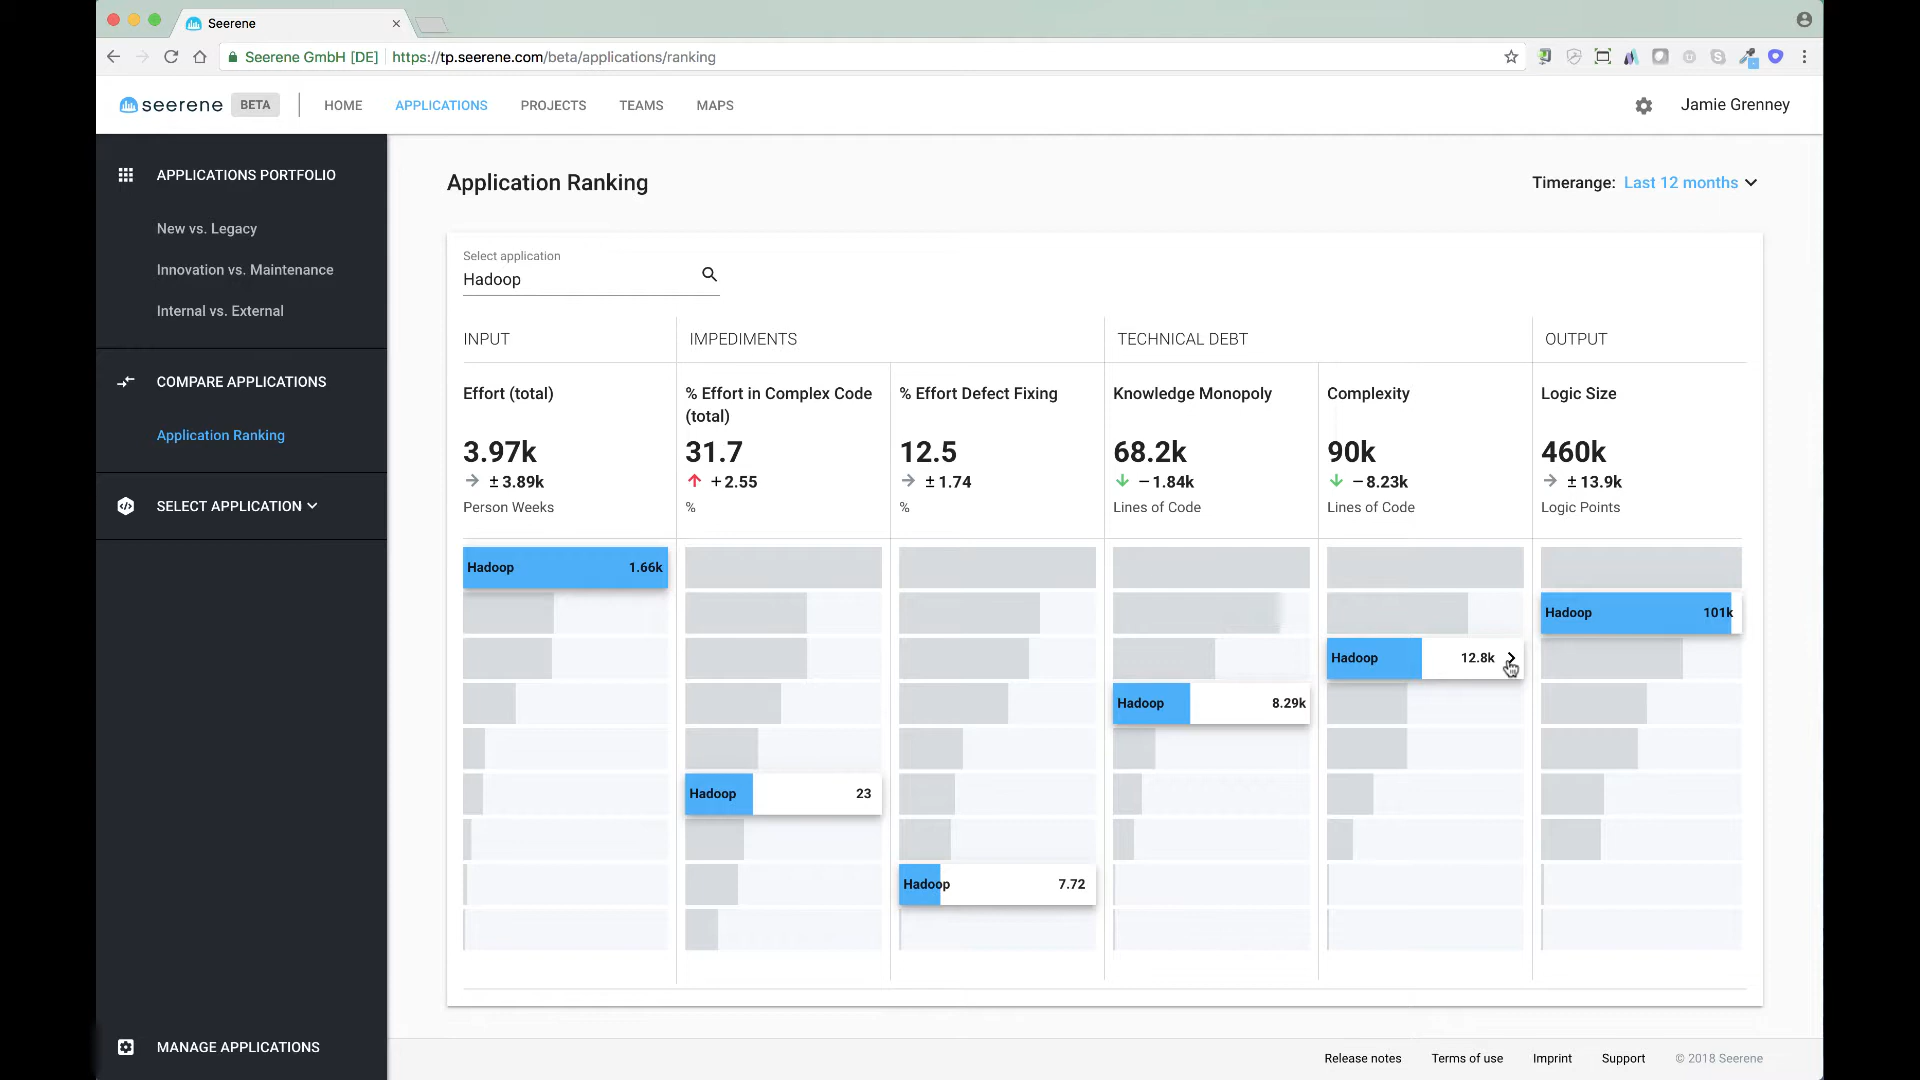 Seerene
Seerene GmbH [DE] https://tp.seerene.com/beta/applications/ranking
seerene BETA HOME APPLICATIONS PROJECTS TEAMS MAPS Jamie Grenney
APPLICATIONS PORTFOLIO
New vs. Legacy
Innovation vs. Maintenance
Internal vs. External
COMPARE APPLICATIONS
Application Ranking
SELECT APPLICATION
MANAGE APPLICATIONS
Application Ranking Timerange: Last 12 months
Select application
Hadoop
INPUT IMPEDIMENTS TECHNICAL DEBT OUTPUT
Effort (total) % Effort in Complex Code (total) % Effort Defect Fixing Knowledge Monopoly Complexity Logic Size
3.97k 31.7 12.5 68.2k 90k 460k
± 3.89k +2.55 ± 1.74 −1.84k −8.23k ± 13.9k
Person Weeks % % Lines of Code Lines of Code Logic Points
Hadoop 1.66k
Hadoop 101k
Hadoop 12.8k
Hadoop 8.29k
Hadoop 23
Hadoop 7.72
Release notes Terms of use Imprint Support © 2018 Seerene